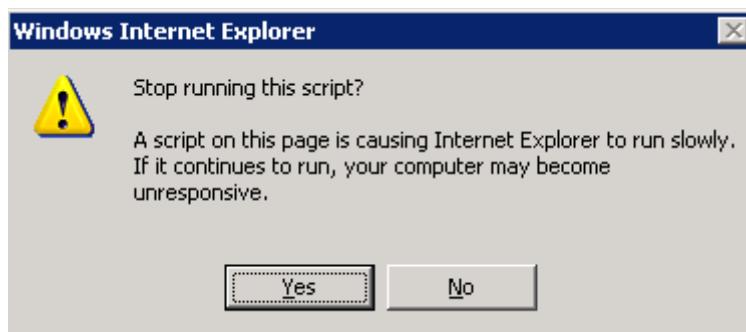 Windows Internet Explorer
Stop running this script?
A script on this page is causing Internet Explorer to run slowly.
If it continues to run, your computer may become
unresponsive.
Yes
No